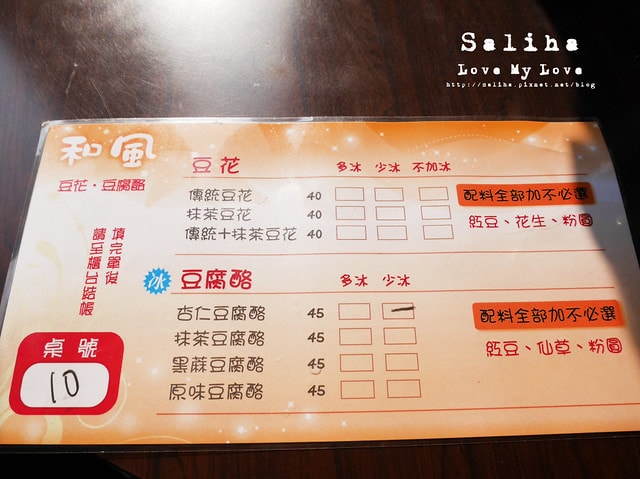 Saliha
Love My Love
http://saliha.pixnet.net/blog
和風
豆花・豆腐酪
填完單後
請至櫃台結帳
桌號
10
豆花 多冰 少冰 不加冰
傳統豆花 40
抹茶豆花 40
傳統+抹茶豆花 40
配料全部加不必選
紅豆、花生、粉圓
冰 豆腐酪 多冰 少冰
杏仁豆腐酪 45
抹茶豆腐酪 45
黑蔴豆腐酪 45
原味豆腐酪 45
配料全部加不必選
紅豆、仙草、粉圓